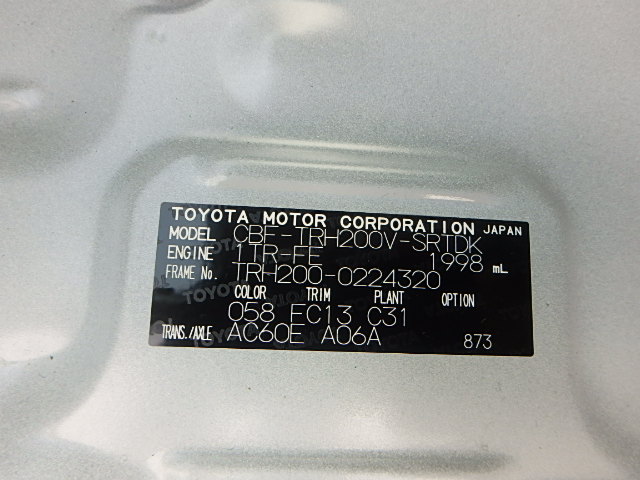 TOYOTA MOTOR CORPORATION JAPAN
MODEL CBF-TRH200V-SRTDK
ENGINE 1TR-FE 1998 mL
FRAME No. TRH200-0224320
COLOR TRIM PLANT OPTION
058 FC13 C31
TRANS./AXLE AC60E A06A 873